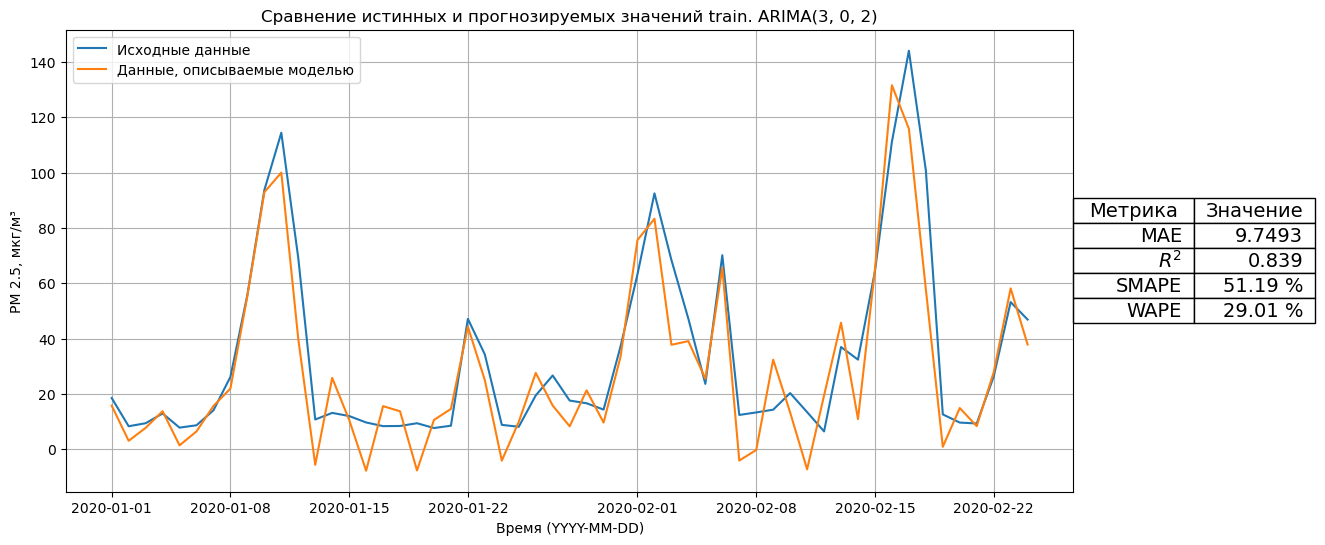 Сравнение истинных и прогнозируемых значений train. ARIMA(3, 0, 2)
Исходные данные
Данные, описываемые моделью
140
120
100
80
60
40
20
0
PM 2.5, мкг/м³
2020-01-01 2020-01-08 2020-01-15 2020-01-22 2020-02-01 2020-02-08 2020-02-15 2020-02-22
Время (YYYY-MM-DD)
Метрика Значение
MAE 9.7493
R² 0.839
SMAPE 51.19 %
WAPE 29.01 %